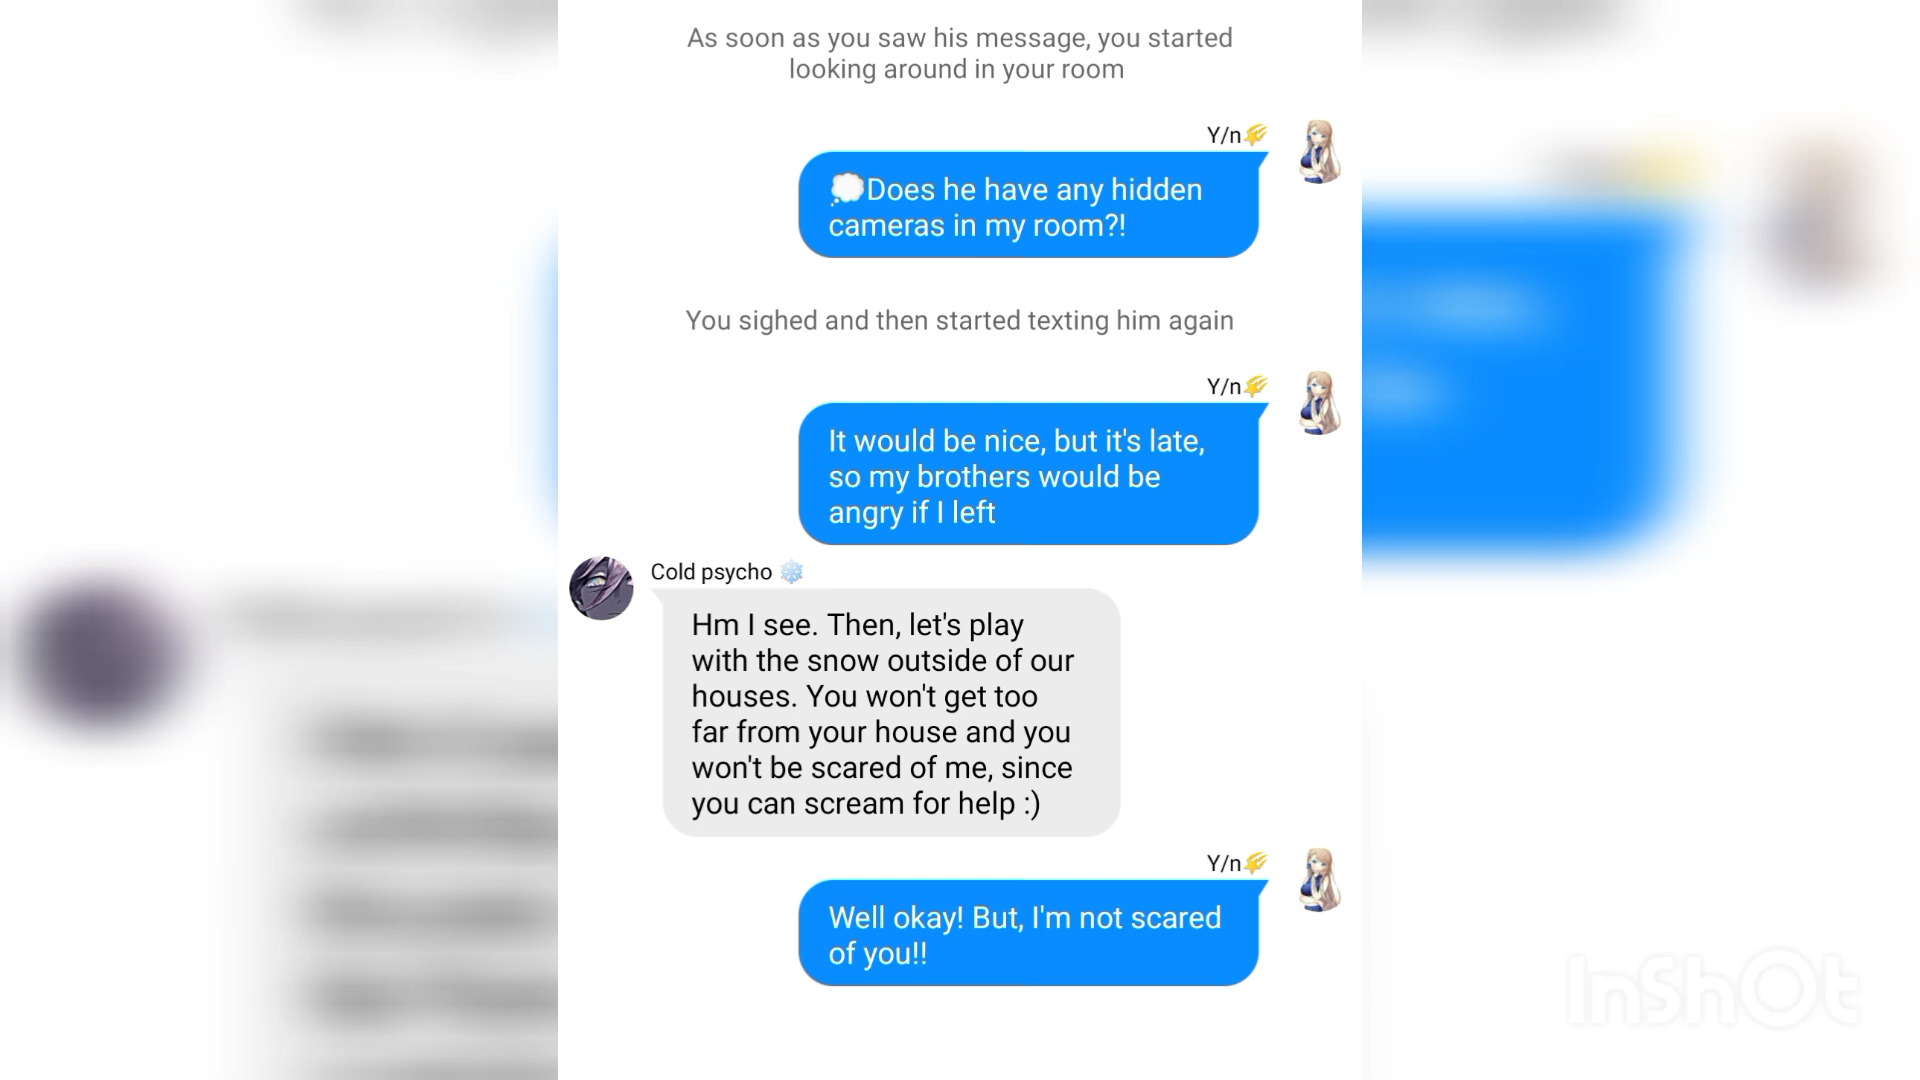 As soon as you saw his message, you started
looking around in your room
Y/n🌠
💭Does he have any hidden
cameras in my room?!
You sighed and then started texting him again
Y/n🌠
It would be nice, but it's late,
so my brothers would be
angry if I left
Cold psycho ❄️
Hm I see. Then, let's play
with the snow outside of our
houses. You won't get too
far from your house and you
won't be scared of me, since
you can scream for help :)
Y/n🌠
Well okay! But, I'm not scared
of you!!
InShOt